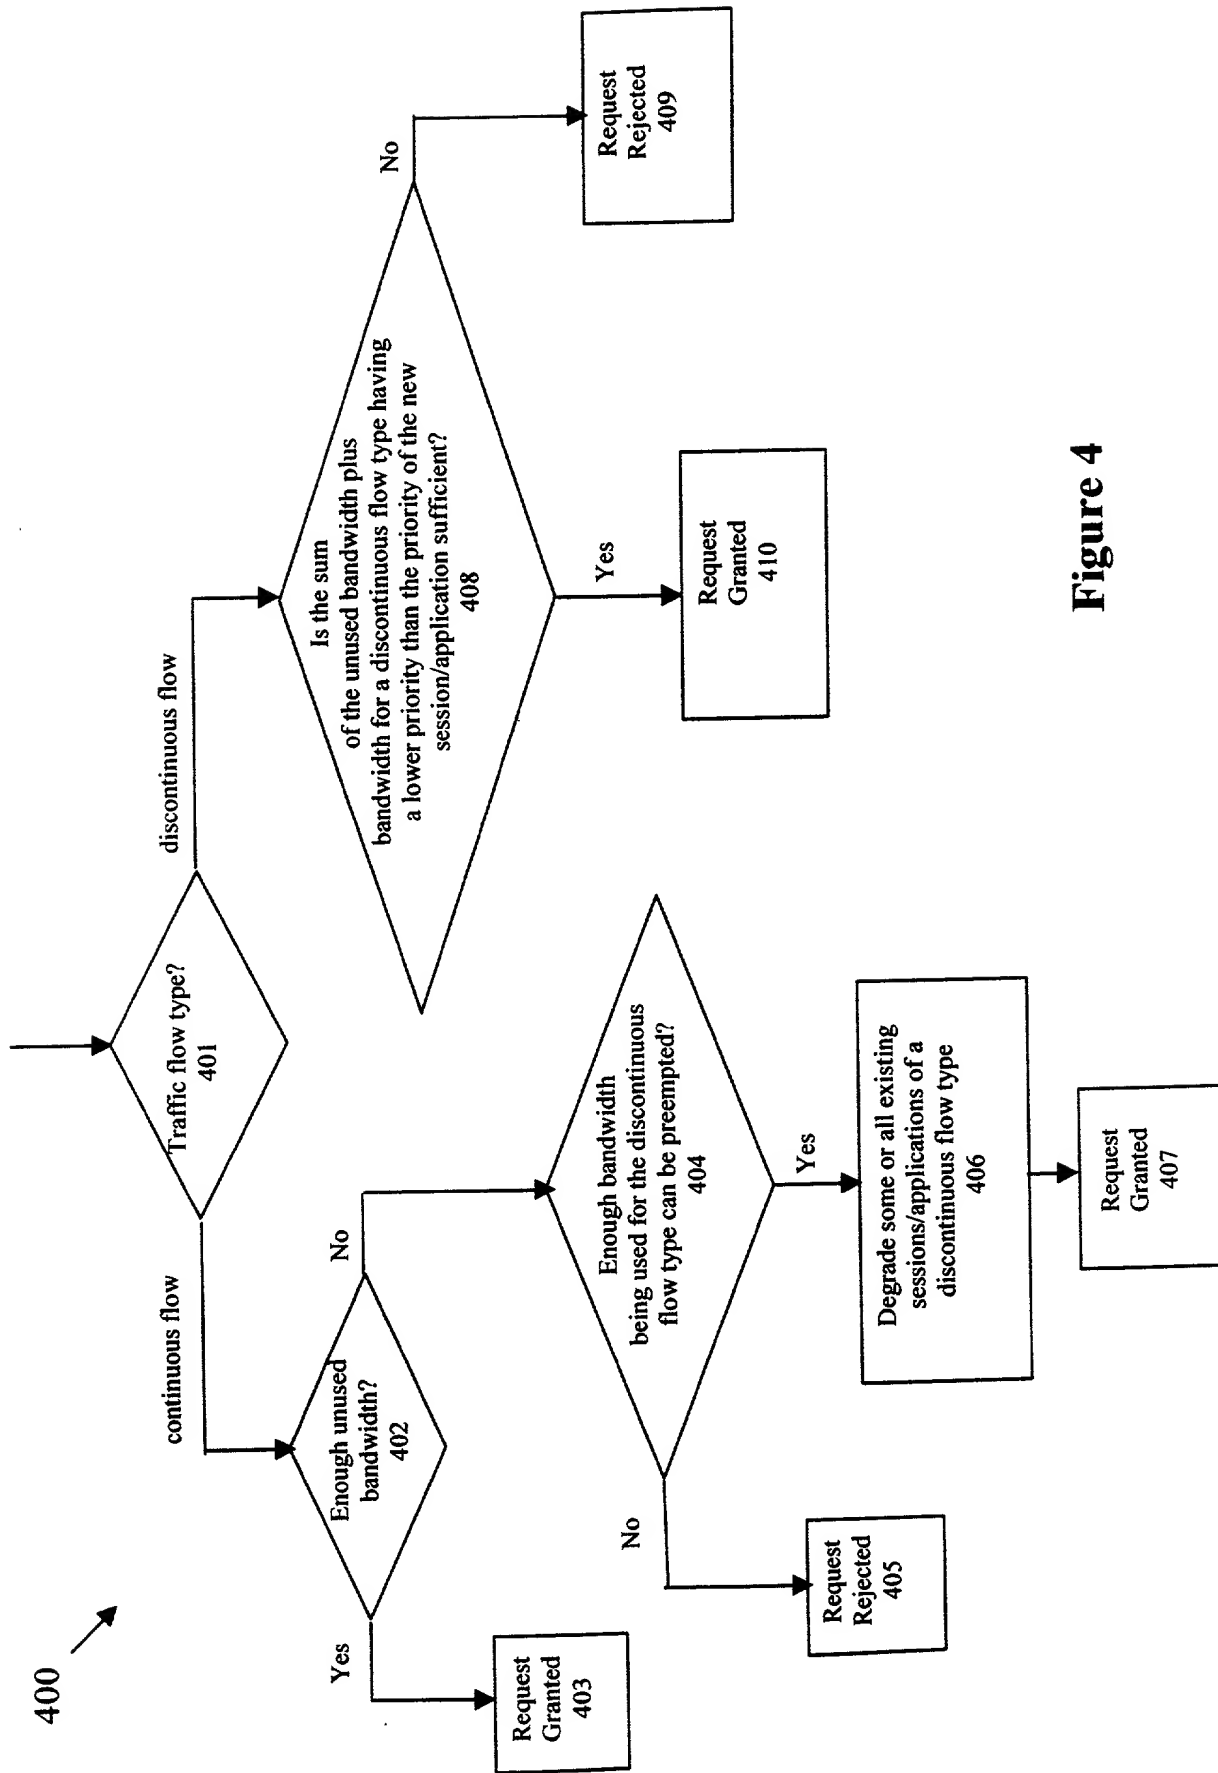 400
Traffic flow type?
401
continuous flow
discontinuous flow
Enough unused
bandwidth?
402
Yes
No
Request
Granted
403
Enough bandwidth
being used for the discontinuous
flow type can be preempted?
404
No
Yes
Request
Rejected
405
Degrade some or all existing
sessions/applications of a
discontinuous flow type
406
Request
Granted
407
Is the sum
of the unused bandwidth plus
bandwidth for a discontinuous flow type having
a lower priority than the priority of the new
session/application sufficient?
408
No
Yes
Request
Rejected
409
Request
Granted
410
Figure 4